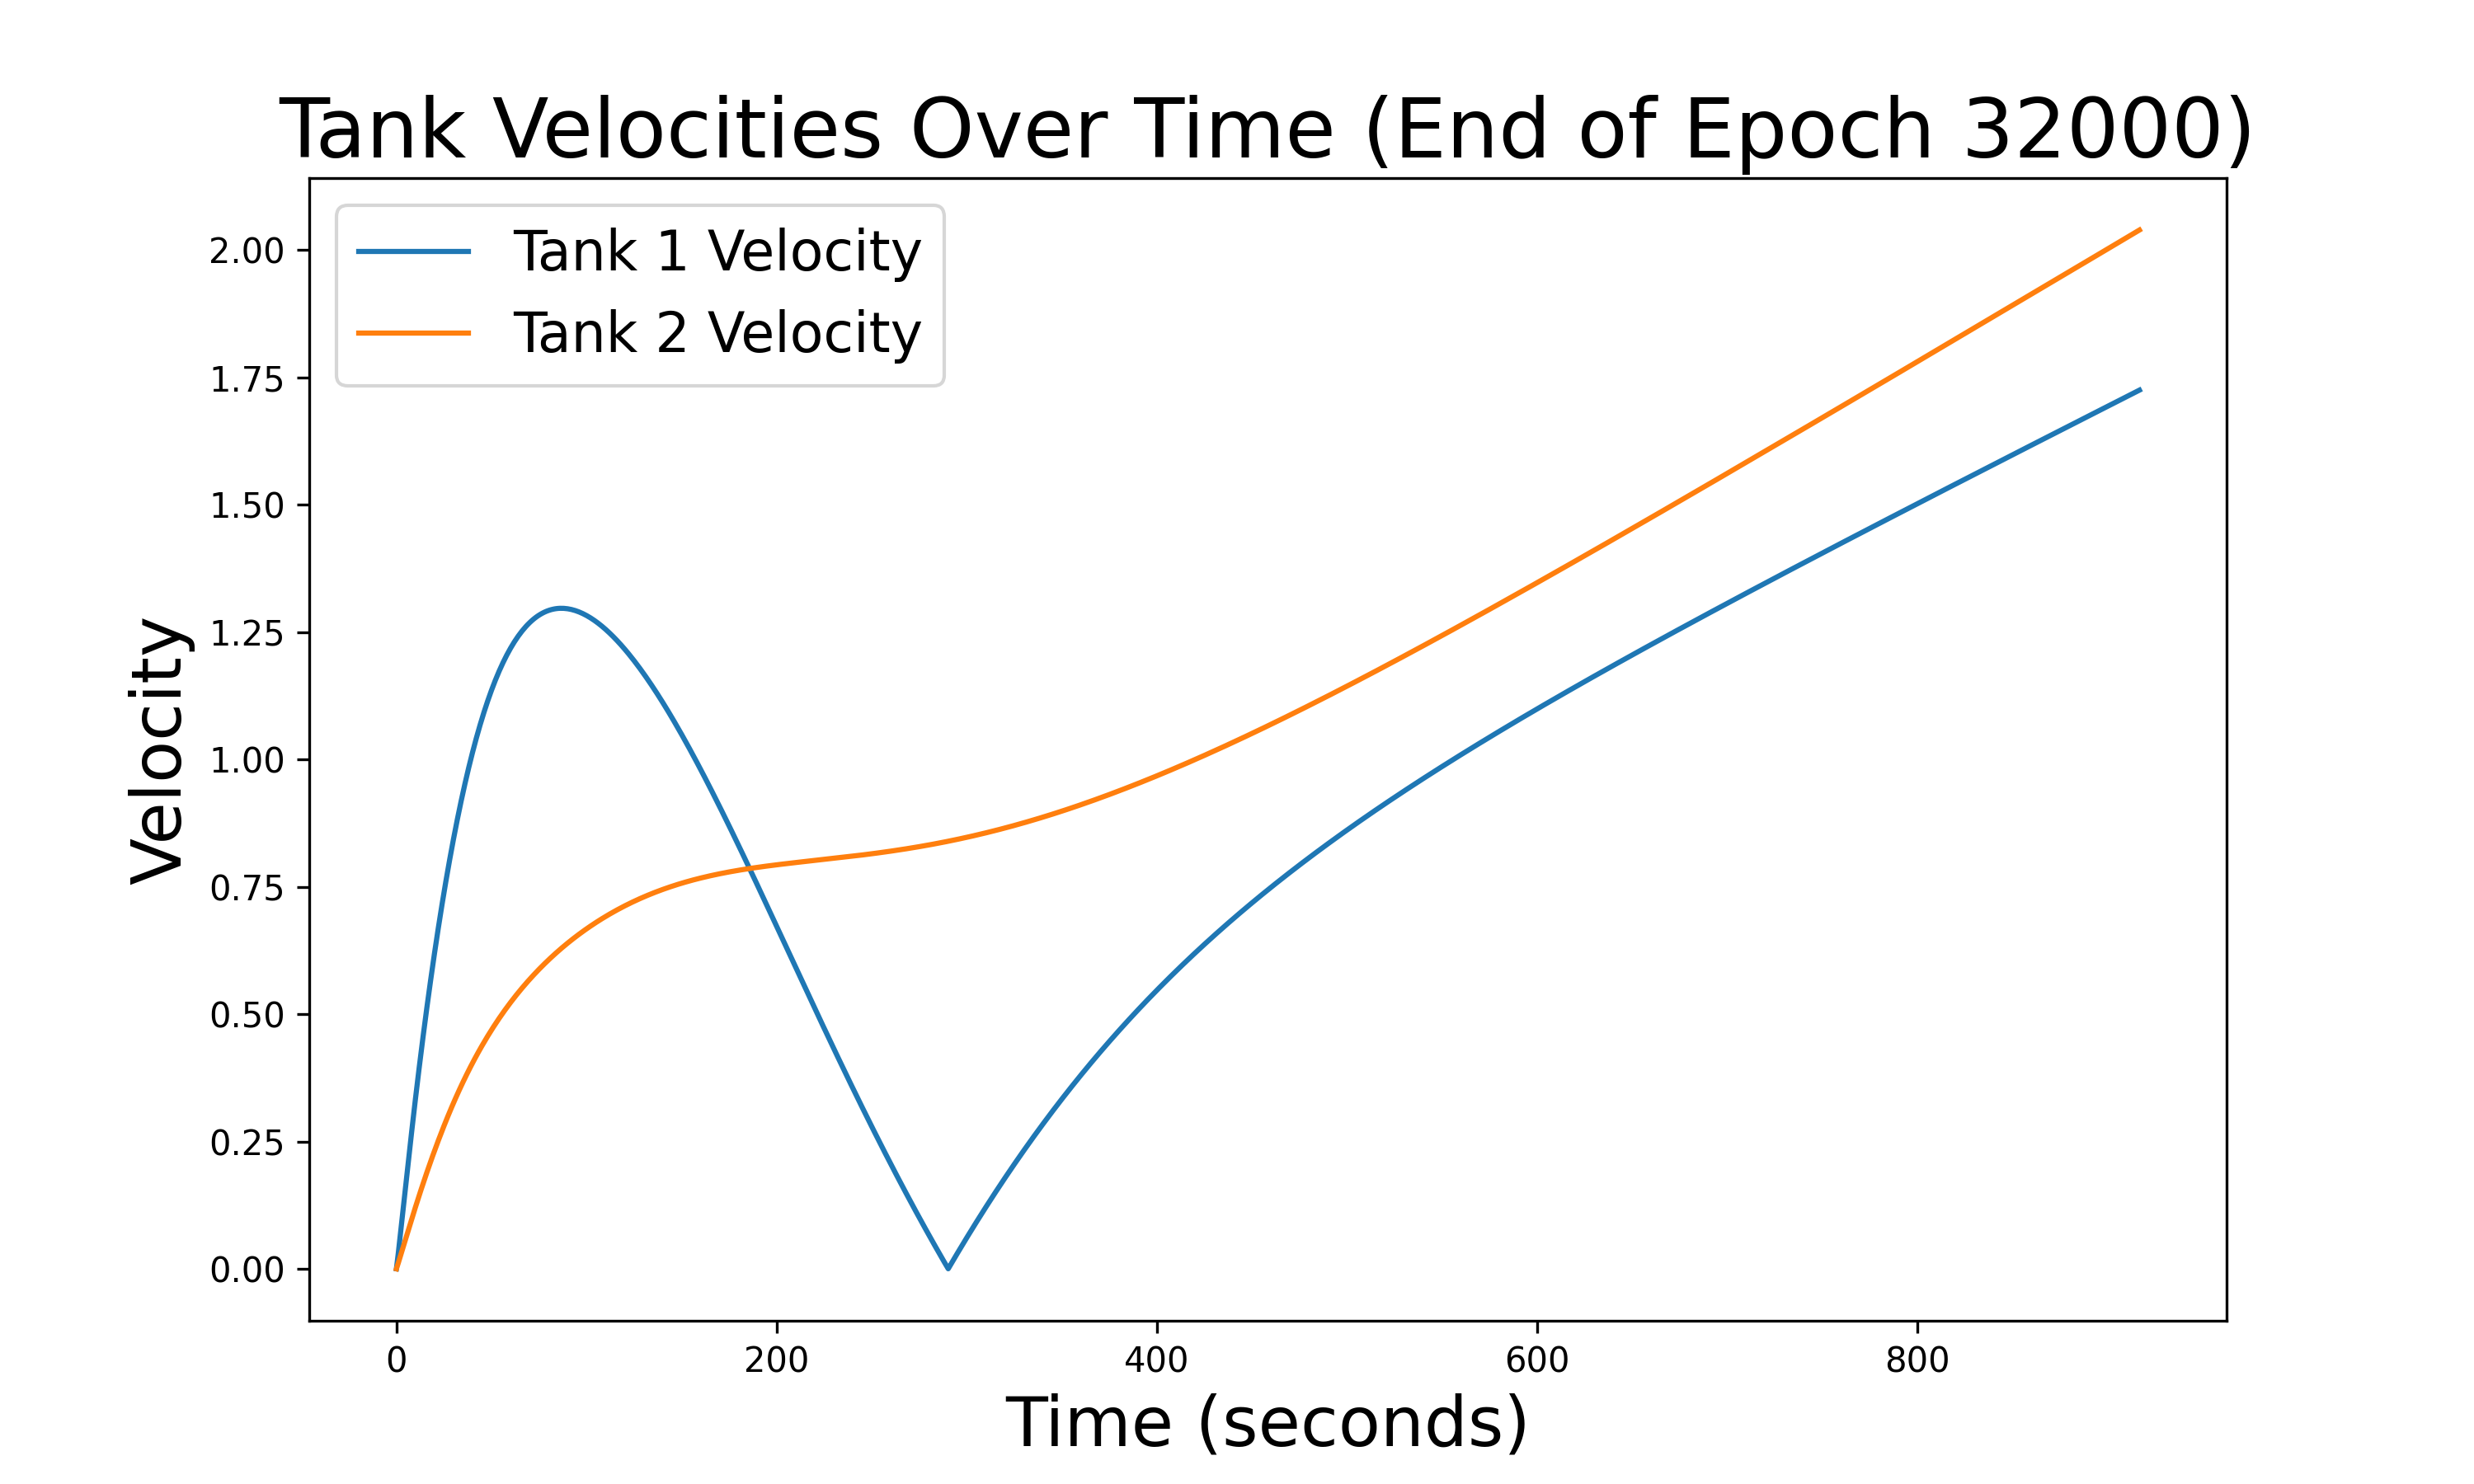 Tank Velocities Over Time (End of Epoch 32000)
Tank 1 Velocity
Tank 2 Velocity
Velocity
2.00
1.75
1.50
1.25
1.00
0.75
0.50
0.25
0.00
0 200 400 600 800
Time (seconds)